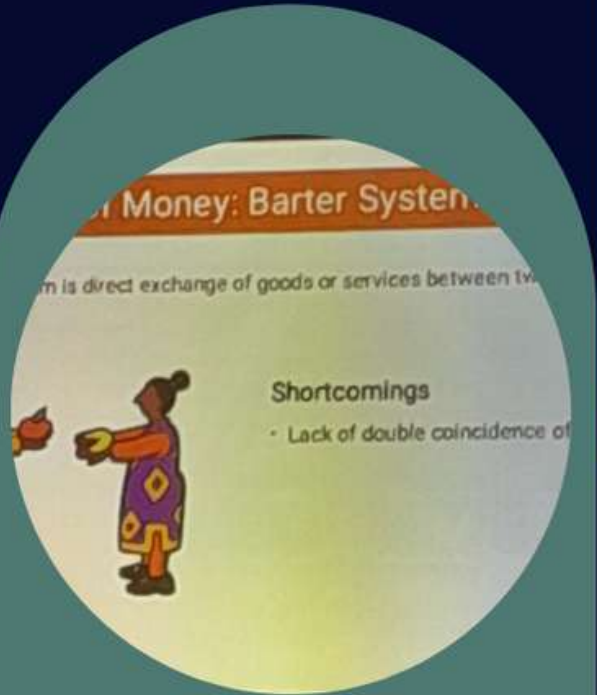 Money: Barter System
is direct exchange of goods or services between
Shortcomings
· Lack of double coincidence of